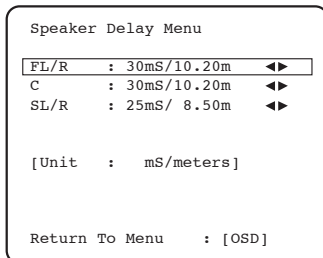 Speaker Delay Menu
FL/R : 30mS/10.20m ◄►
C : 30mS/10.20m ◄►
SL/R : 25mS/ 8.50m ◄►
[Unit : mS/meters]
Return To Menu : [OSD]